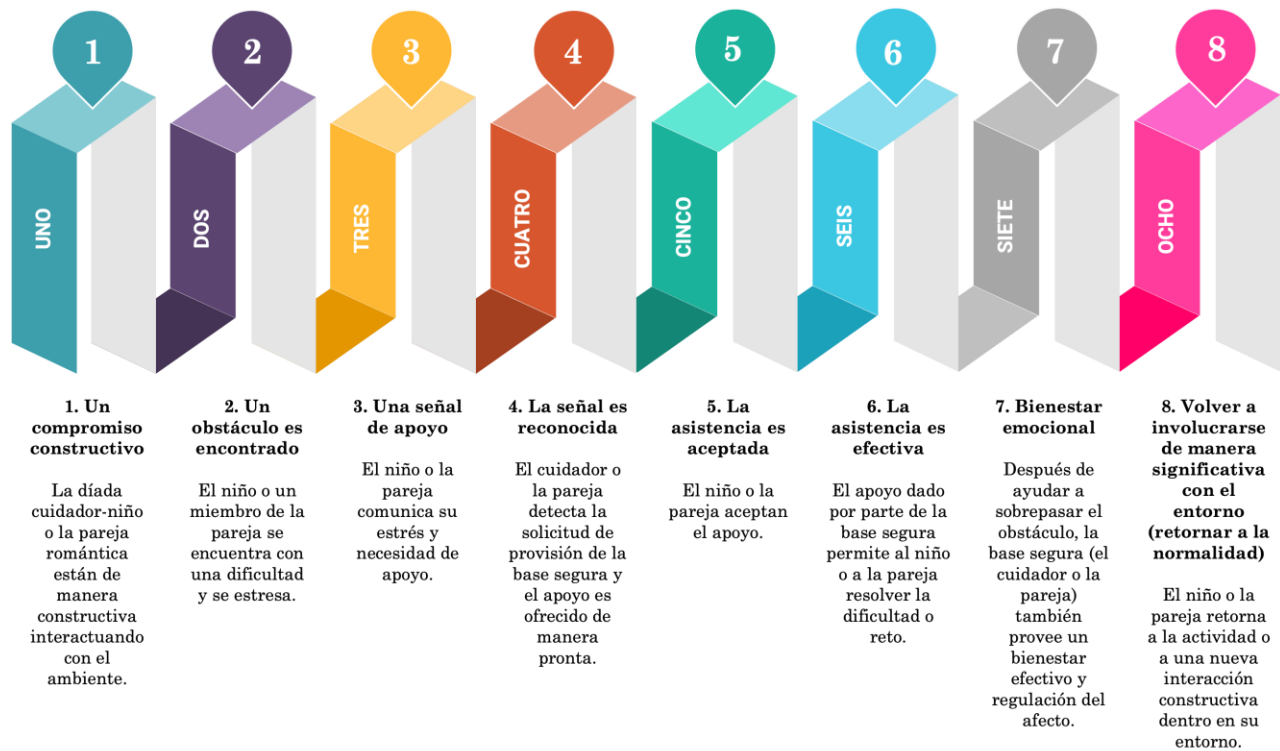 1
2
3
4
5
6
7
8
UNO
DOS
TRES
CUATRO
CINCO
SEIS
SIETE
OCHO
1. Un
compromiso
constructivo
La díada
cuidador-niño
o la pareja
romántica
están de
manera
constructiva
interactuando
con el
ambiente.
2. Un
obstáculo es
encontrado
El niño o un
miembro de la
pareja se
encuentra con
una dificultad
y se estresa.
3. Una señal
de apoyo
El niño o la
pareja
comunica su
estrés y
necesidad de
apoyo.
4. La señal es
reconocida
El cuidador o
la pareja
detecta la
solicitud de
provisión de la
base segura y
el apoyo es
ofrecido de
manera
pronta.
5. La
asistencia es
aceptada
El niño o la
pareja aceptan
el apoyo.
6. La
asistencia es
efectiva
El apoyo dado
por parte de la
base segura
permite al niño
o a la pareja
resolver la
dificultad o
reto.
7. Bienestar
emocional
Después de
ayudar a
sobrepasar el
obstáculo, la
base segura (el
cuidador o la
pareja)
también
provee un
bienestar
efectivo y
regulación del
afecto.
8. Volver a
involucrarse
de manera
significativa
con el
entorno
(retornar a la
normalidad)
El niño o la
pareja retorna
a la actividad o
a una nueva
interacción
constructiva
dentro en su
entorno.